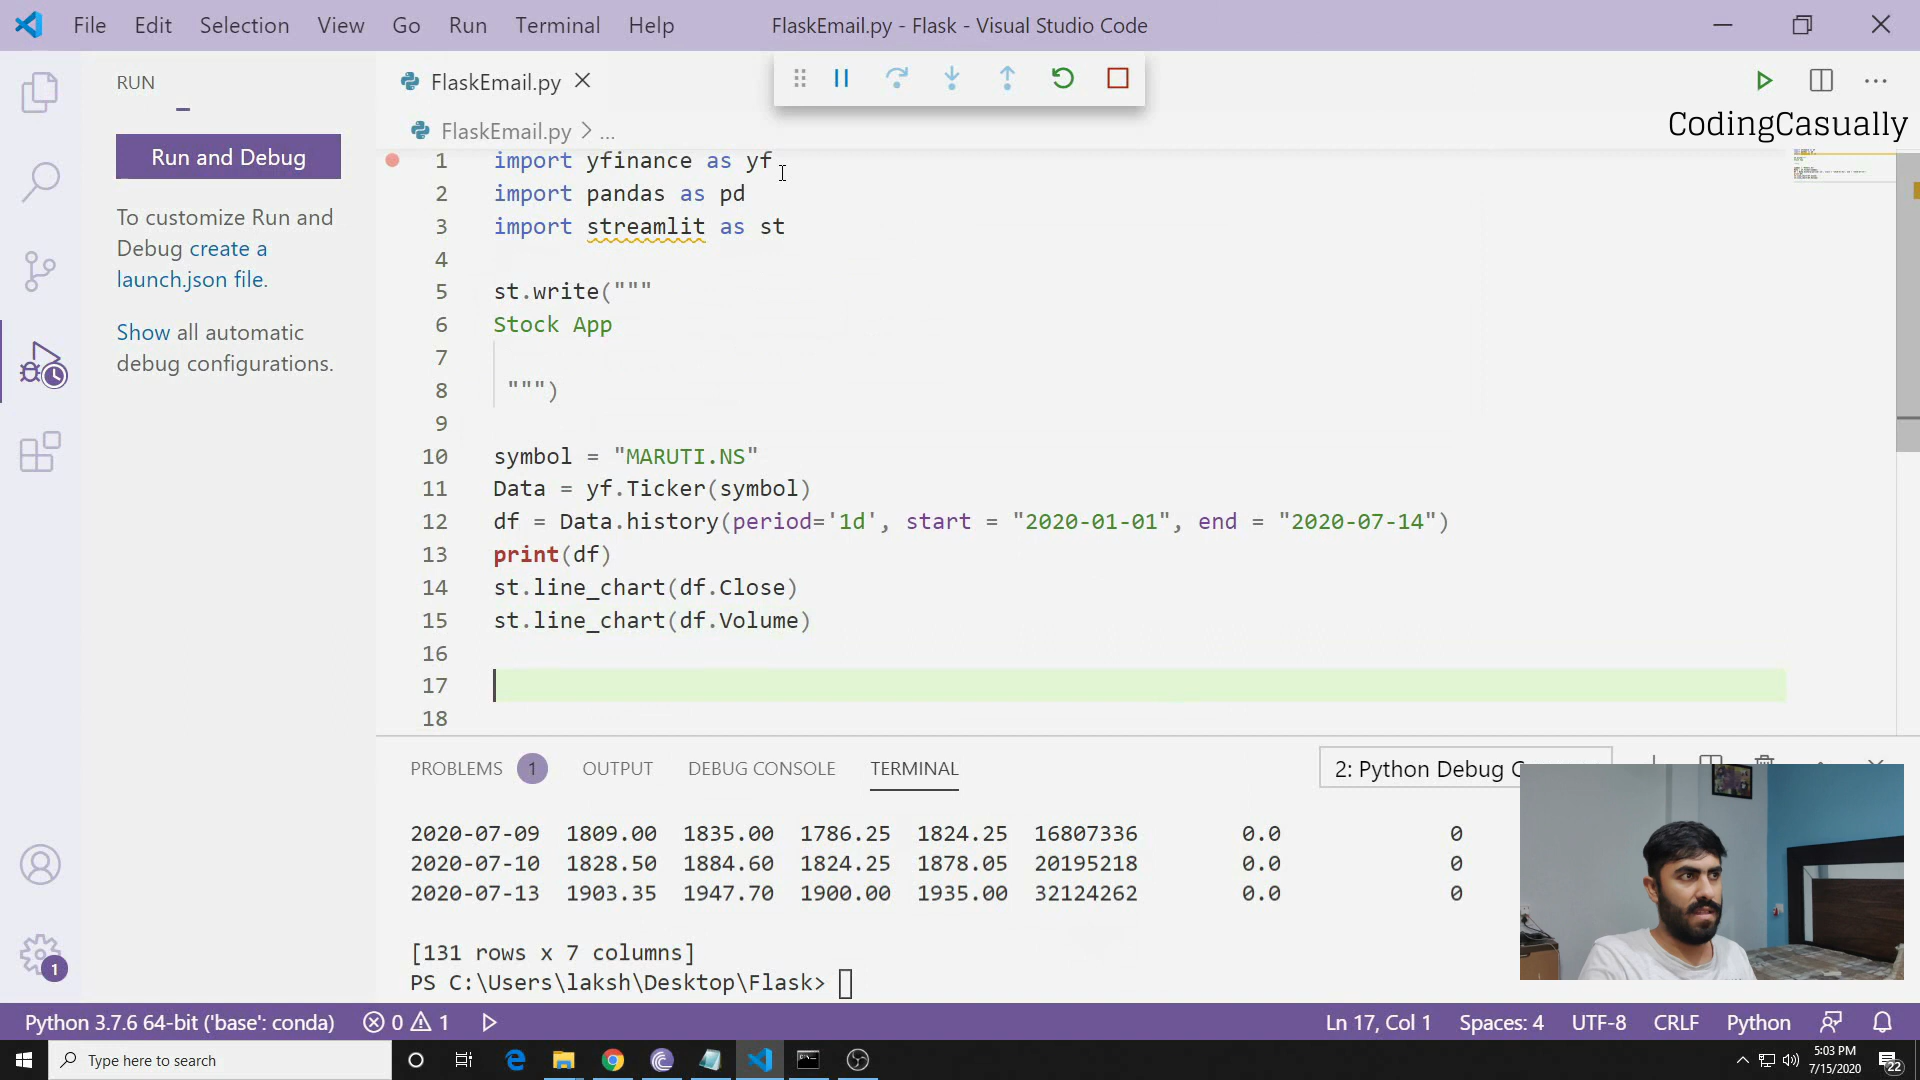 File Edit Selection View Go Run Terminal Help FlaskEmail.py - Flask - Visual Studio Code
RUN
FlaskEmail.py
CodingCasually
FlaskEmail.py > ...
Run and Debug
To customize Run and
Debug create a
launch.json file.
Show all automatic
debug configurations.
1 import yfinance as yf
2 import pandas as pd
3 import streamlit as st
4
5 st.write("""
6 Stock App
7
8 """)
9
10 symbol = "MARUTI.NS"
11 Data = yf.Ticker(symbol)
12 df = Data.history(period='1d', start = "2020-01-01", end = "2020-07-14")
13 print(df)
14 st.line_chart(df.Close)
15 st.line_chart(df.Volume)
16
17
18
PROBLEMS 1 OUTPUT DEBUG CONSOLE TERMINAL 2: Python Debug
2020-07-09 1809.00 1835.00 1786.25 1824.25 16807336 0.0 0
2020-07-10 1828.50 1884.60 1824.25 1878.05 20195218 0.0 0
2020-07-13 1903.35 1947.70 1900.00 1935.00 32124262 0.0 0
[131 rows x 7 columns]
PS C:\Users\laksh\Desktop\Flask>
1
Python 3.7.6 64-bit ('base': conda) 0 1 Ln 17, Col 1 Spaces: 4 UTF-8 CRLF Python
Type here to search
5:03 PM
7/15/2020
22